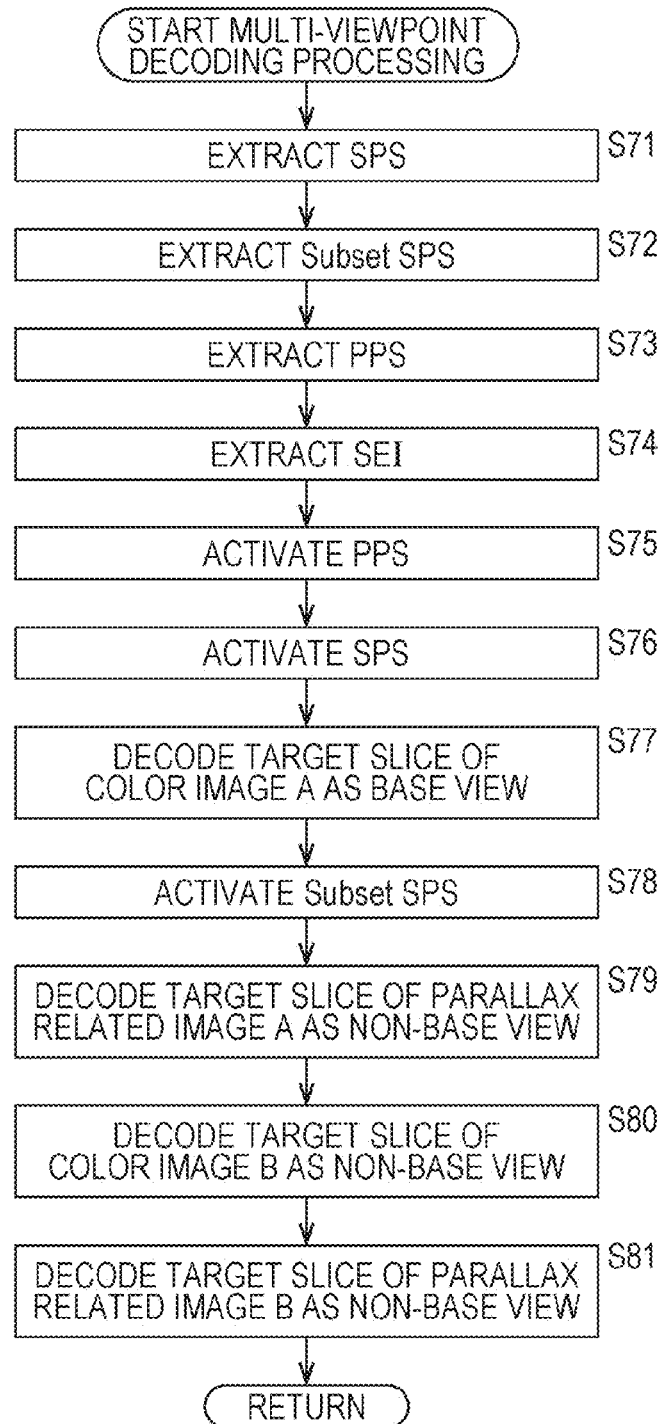 START MULTI-VIEWPOINT
DECODING PROCESSING
EXTRACT SPS
S71
EXTRACT Subset SPS
S72
EXTRACT PPS
S73
EXTRACT SEI
S74
ACTIVATE PPS
S75
ACTIVATE SPS
S76
DECODE TARGET SLICE OF
COLOR IMAGE A AS BASE VIEW
S77
ACTIVATE Subset SPS
S78
DECODE TARGET SLICE OF PARALLAX
RELATED IMAGE A AS NON-BASE VIEW
S79
DECODE TARGET SLICE OF
COLOR IMAGE B AS NON-BASE VIEW
S80
DECODE TARGET SLICE OF PARALLAX
RELATED IMAGE B AS NON-BASE VIEW
S81
RETURN